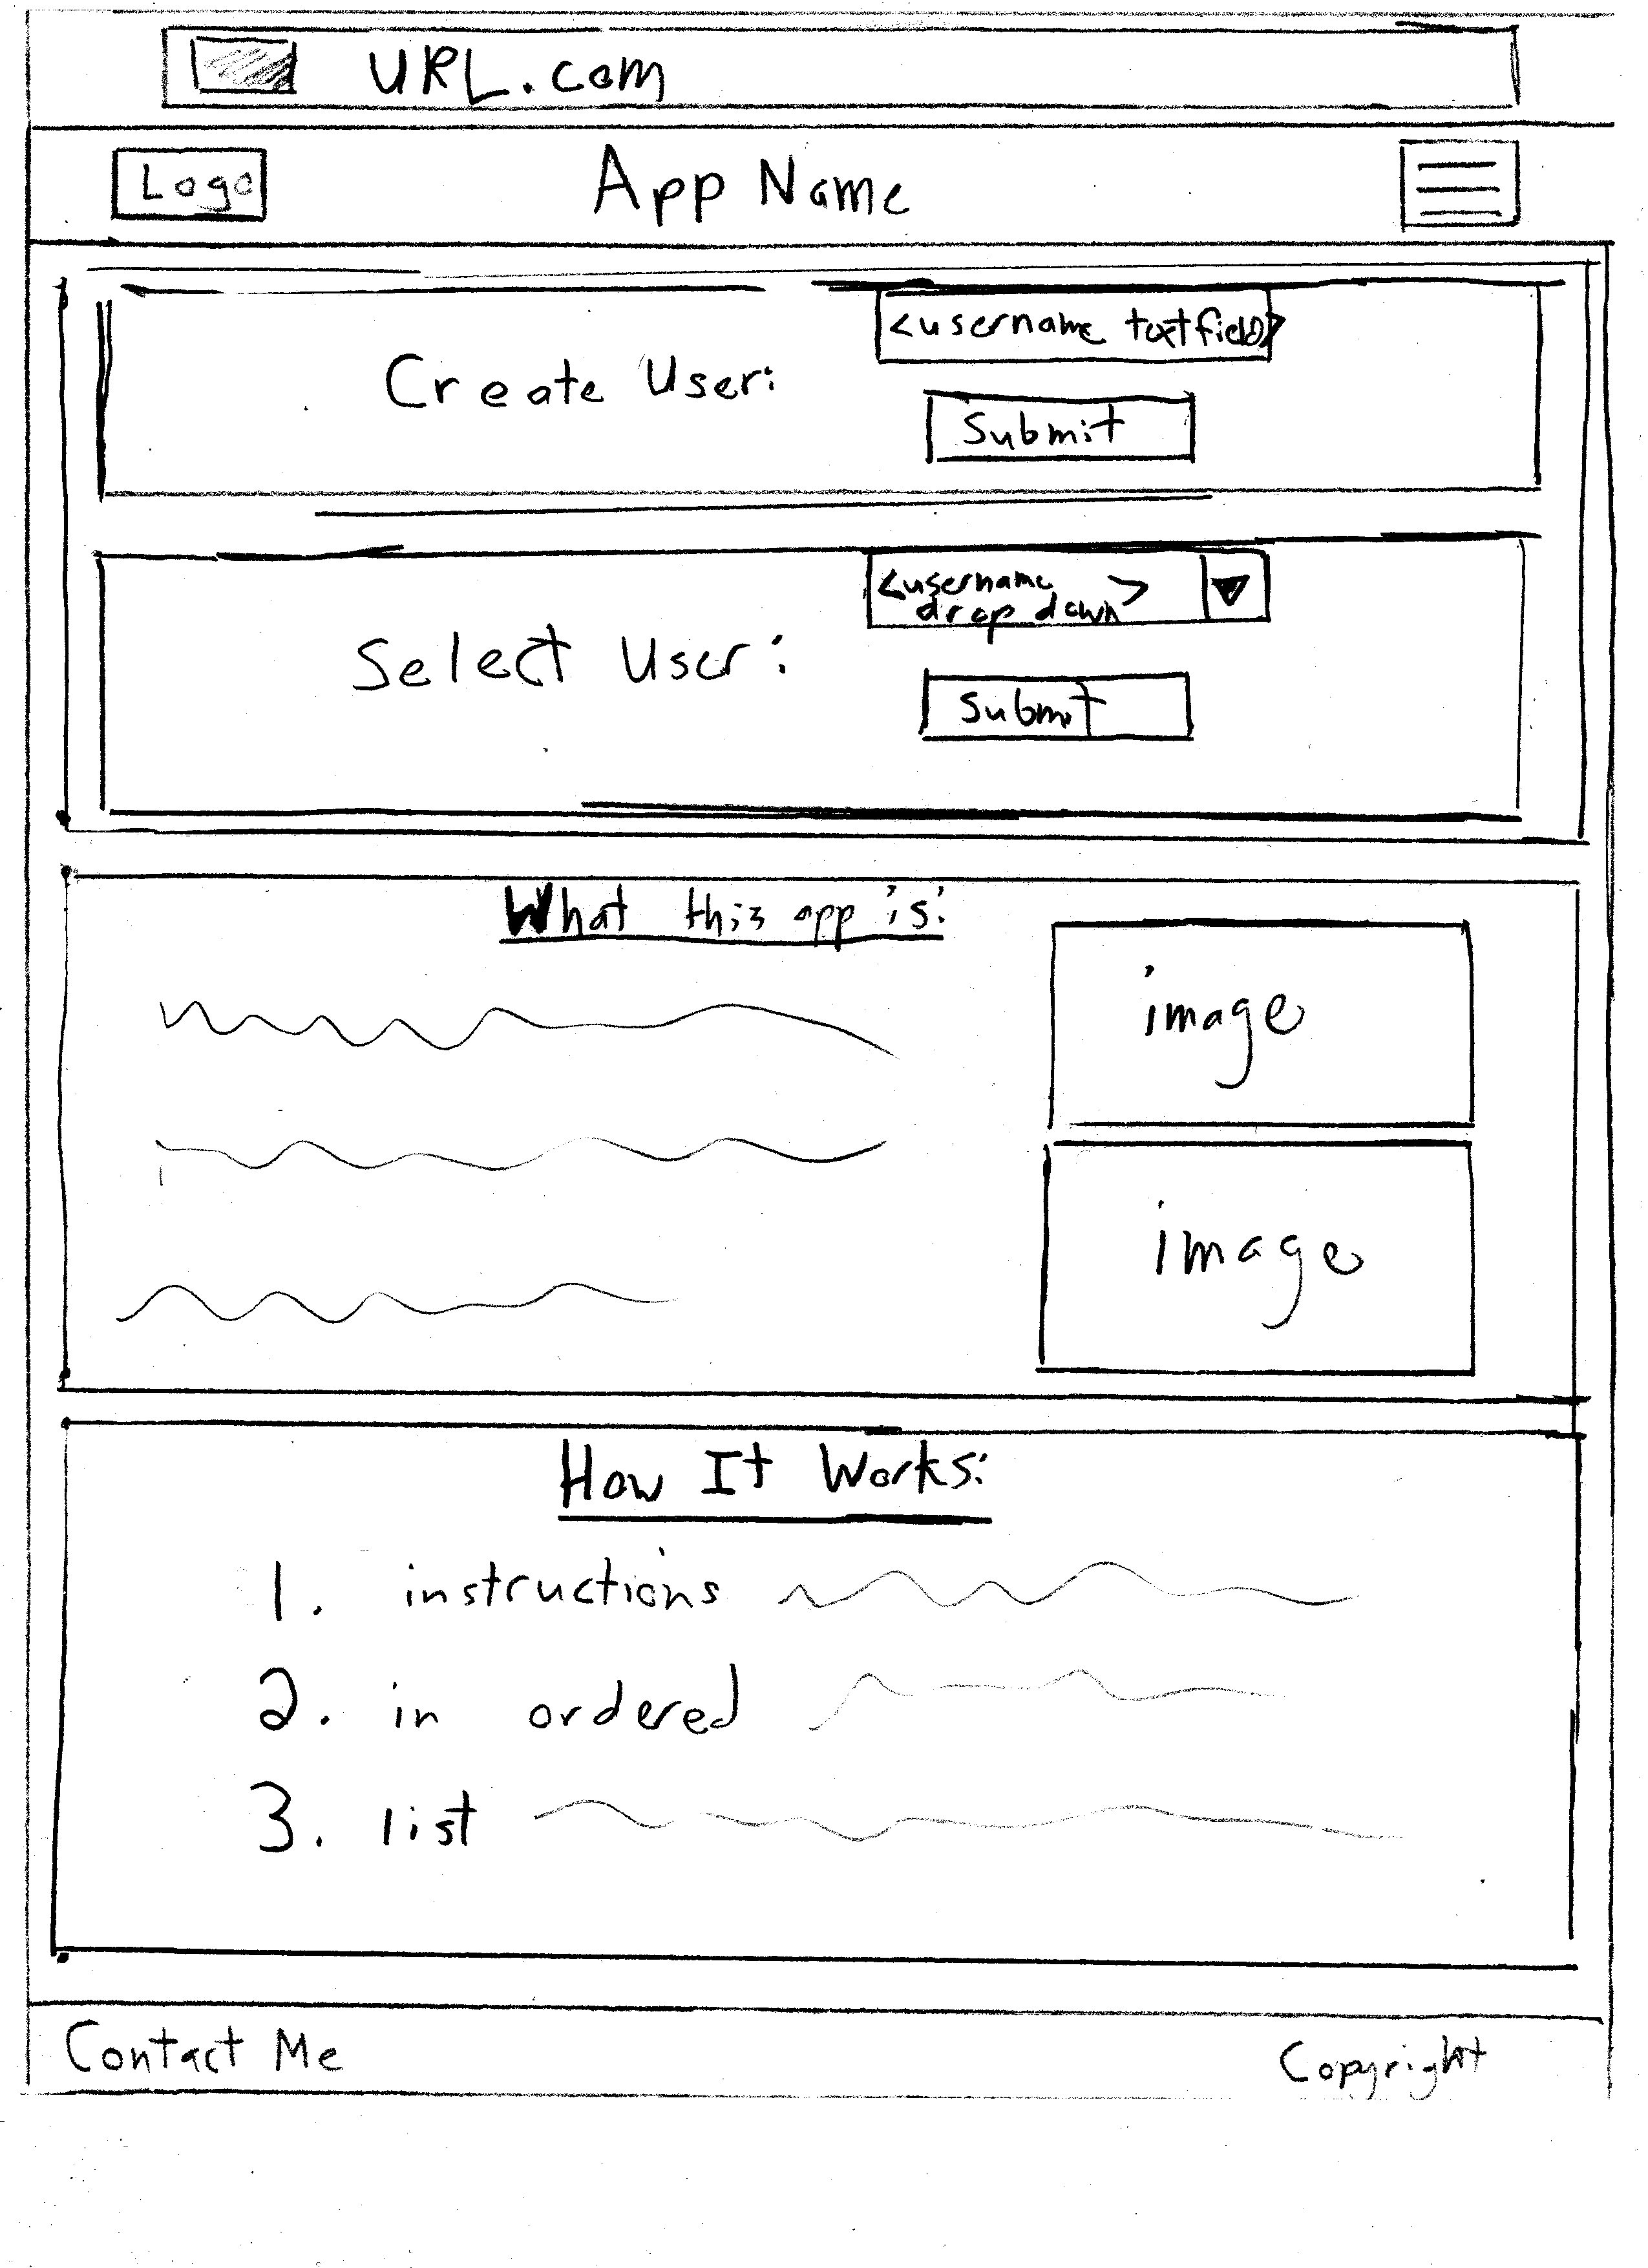 URL.com
Logo
App Name
<username textfield>
Create User:
Submit
<username
drop down>
Select User:
Submit
What this app is:
image
image
How It Works:
1. instructions
2. in ordered
3. list
Contact Me
Copyright